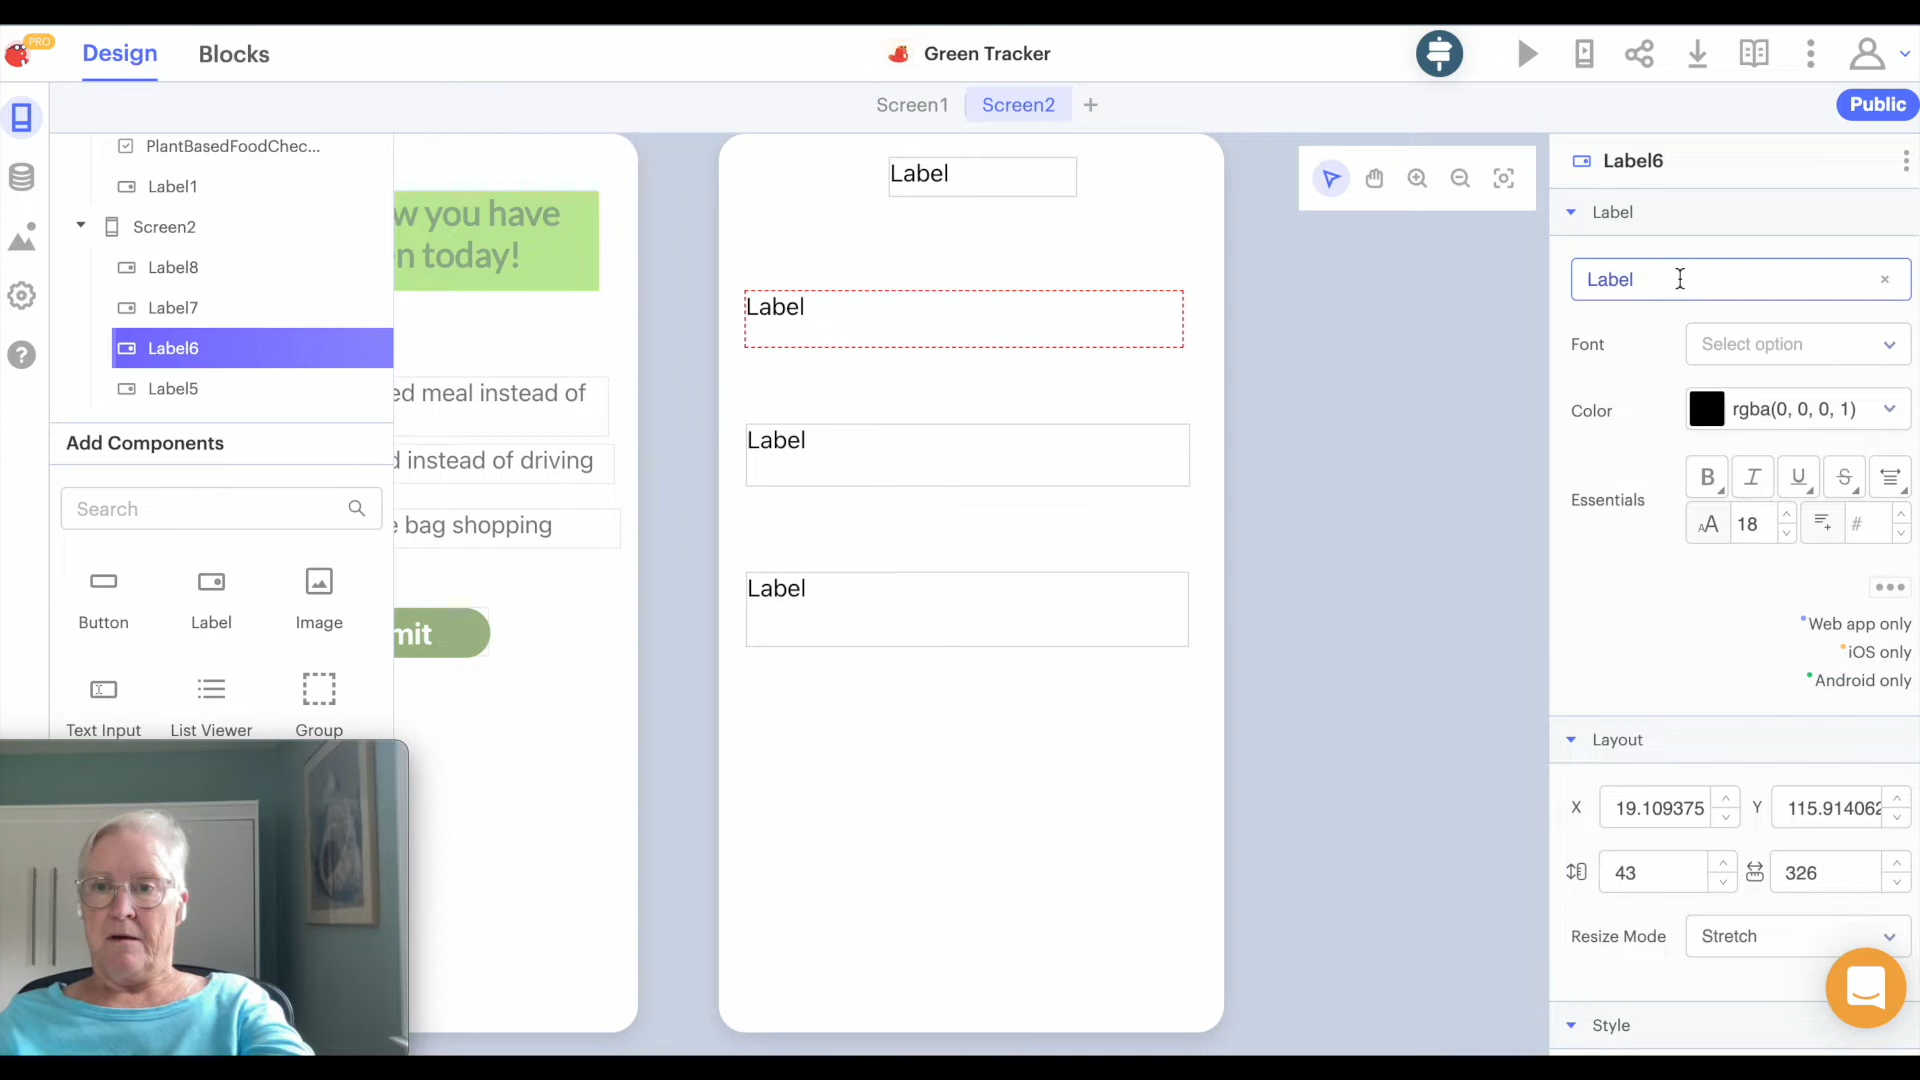 PRO
Design
Blocks
Green Tracker
Screen1
Screen2
+
Public
PlantBasedFoodChec...
Label1
Screen2
Label8
Label7
Label6
Label5
Add Components
Search
Button
Label
Image
Text Input
List Viewer
Group
w you have
n today!
ed meal instead of
d instead of driving
e bag shopping
mit
Label
Label
Label
Label
Label6
Label
Label
Font
Select option
Color
rgba(0, 0, 0, 1)
Essentials
B I U S
AA 18 #
Web app only
iOS only
Android only
Layout
X 19.109375 Y 115.914062
43 326
Resize Mode
Stretch
Style